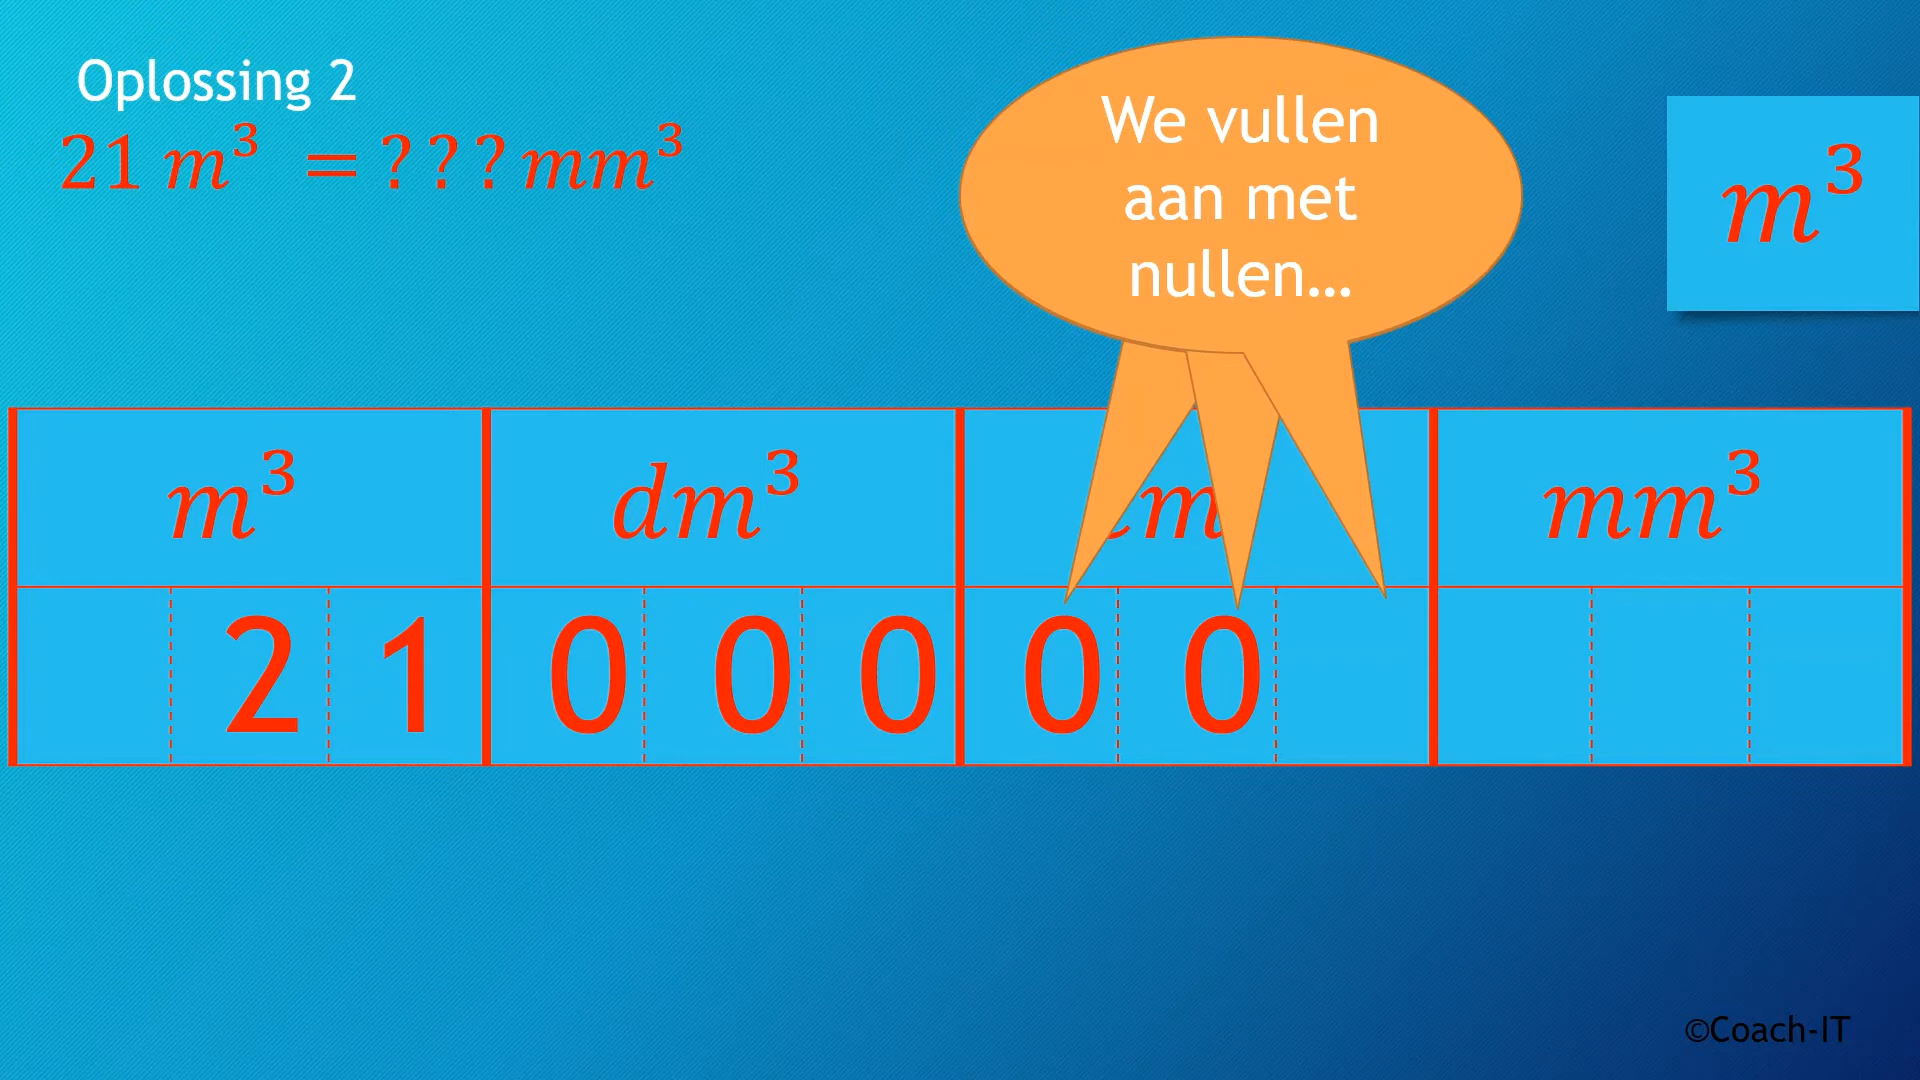 Oplossing 2
21 m³ = ? ? ? mm³
We vullen
aan met
nullen...
m³
m³ dm³ mm³
2 1 0 0 0 0 0
©Coach-IT